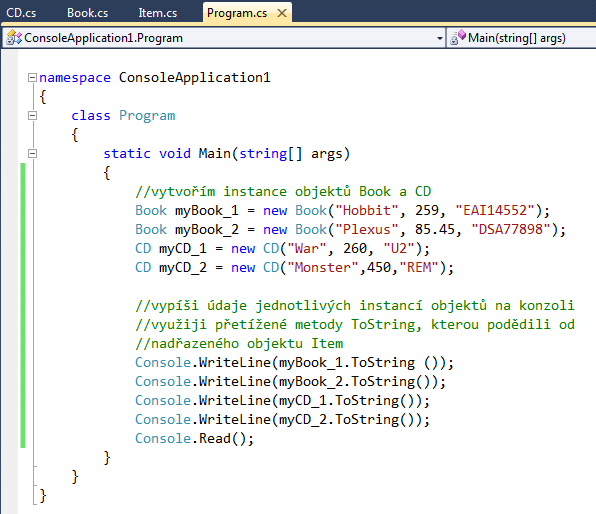 CD.cs Book.cs Item.cs Program.cs
ConsoleApplication1.Program Main(string[] args)
namespace ConsoleApplication1
{
class Program
{
static void Main(string[] args)
{
//vytvořím instance objektů Book a CD
Book myBook_1 = new Book("Hobbit", 259, "EAI14552");
Book myBook_2 = new Book("Plexus", 85.45, "DSA77898");
CD myCD_1 = new CD("War", 260, "U2");
CD myCD_2 = new CD("Monster",450,"REM");
//vypíši údaje jednotlivých instancí objektů na konzoli
//využiji přetížené metody ToString, kterou podědili od
//nadřazeného objektu Item
Console.WriteLine(myBook_1.ToString ());
Console.WriteLine(myBook_2.ToString());
Console.WriteLine(myCD_1.ToString());
Console.WriteLine(myCD_2.ToString());
Console.Read();
}
}
}